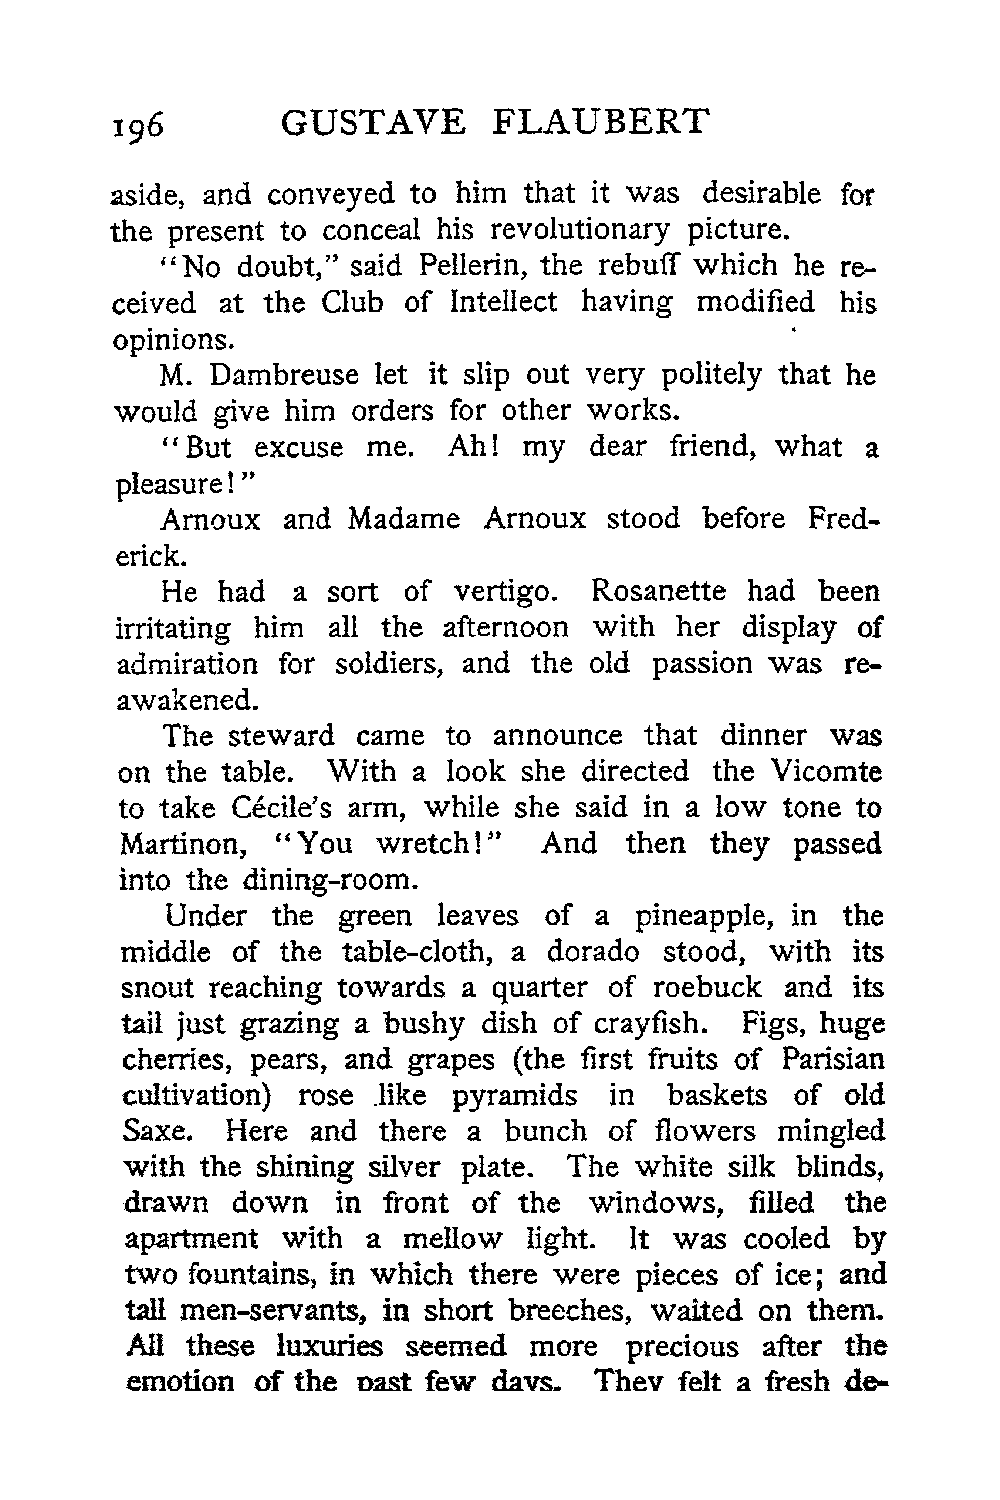 196 GUSTAVE FLAUBERT
aside, and conveyed to him that it was desirable for
the present to conceal his revolutionary picture.
"No doubt," said Pellerin, the rebuff which he re-
ceived at the Club of Intellect having modified his
opinions.
M. Dambreuse let it slip out very politely that he
would give him orders for other works.
"But excuse me. Ah! my dear friend, what a
pleasure!"
Arnoux and Madame Arnoux stood before Fred-
erick.
He had a sort of vertigo. Rosanette had been
irritating him all the afternoon with her display of
admiration for soldiers, and the old passion was re-
awakened.
The steward came to announce that dinner was
on the table. With a look she directed the Vicomte
to take Cécile's arm, while she said in a low tone to
Martinon, "You wretch!" And then they passed
into the dining-room.
Under the green leaves of a pineapple, in the
middle of the table-cloth, a dorado stood, with its
snout reaching towards a quarter of roebuck and its
tail just grazing a bushy dish of crayfish. Figs, huge
cherries, pears, and grapes (the first fruits of Parisian
cultivation) rose like pyramids in baskets of old
Saxe. Here and there a bunch of flowers mingled
with the shining silver plate. The white silk blinds,
drawn down in front of the windows, filled the
apartment with a mellow light. It was cooled by
two fountains, in which there were pieces of ice; and
tall men-servants, in short breeches, waited on them.
All these luxuries seemed more precious after the
emotion of the past few days. They felt a fresh de-